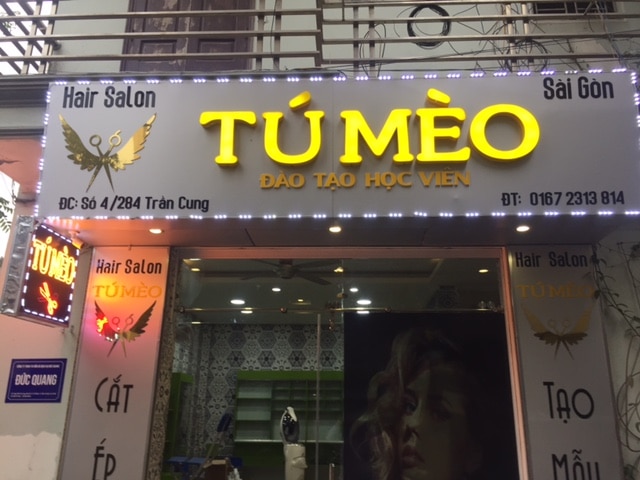 Hair Salon
Sài Gòn
TÚ MÈO
ĐÀO TẠO HỌC VIÊN
ĐC: Số 4/284 Trần Cung
ĐT: 0167 2313 814
TÚ MÈO
Hair Salon
TÚ MÈO
CẮT
ÉP
Hair Salon
TÚ MÈO
TẠO
MẪU
ĐỨC QUANG